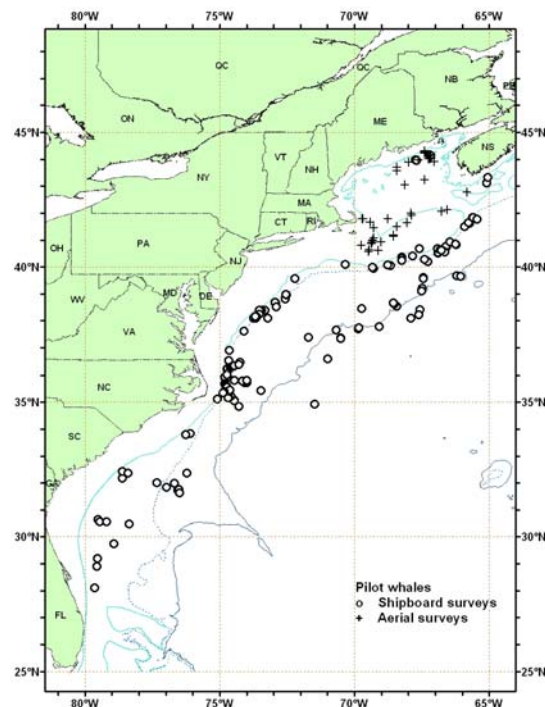 80°W 75°W 70°W 65°W
QC QC NB PE
ON ME
45°N 45°N
NS
VT NH
NY
MA
CT RI
PA
OH NJ
40°N 40°N
MD DE
WV
VA
NC
35°N 35°N
SC
GA
30°N 30°N
Pilot whales
Shipboard surveys
FL
Aerial surveys
25°N 25°N
80°W 75°W 70°W 65°W